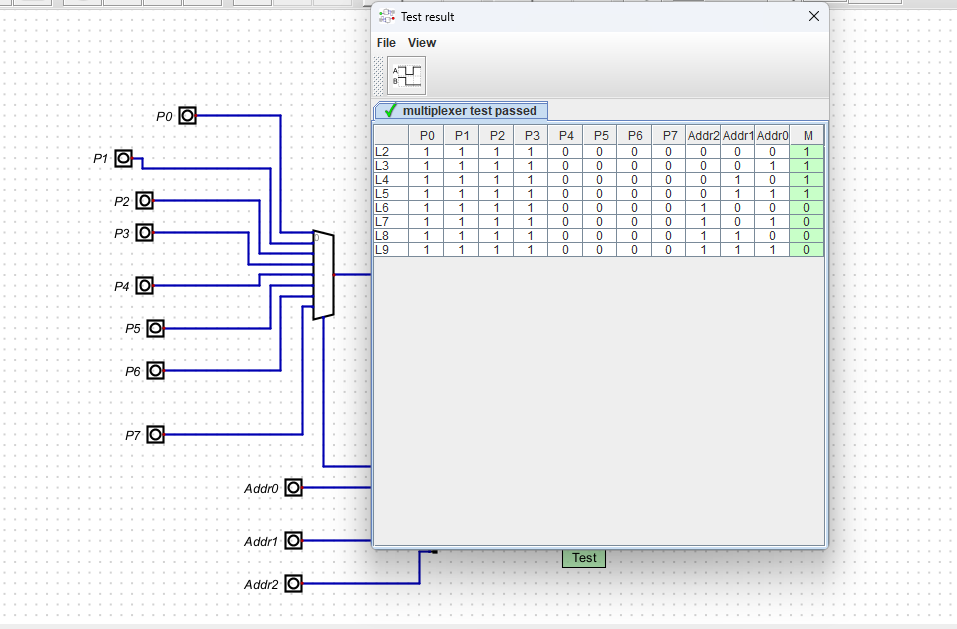 Test result
File View
A
B
multiplexer test passed
P0 P1 P2 P3 P4 P5 P6 P7 Addr2 Addr1 Addr0 M
L2 1 1 1 1 0 0 0 0 0 0 0 1
L3 1 1 1 1 0 0 0 0 0 0 1 1
L4 1 1 1 1 0 0 0 0 0 1 0 1
L5 1 1 1 1 0 0 0 0 0 1 1 1
L6 1 1 1 1 0 0 0 0 1 0 0 0
L7 1 1 1 1 0 0 0 0 1 0 1 0
L8 1 1 1 1 0 0 0 0 1 1 0 0
L9 1 1 1 1 0 0 0 0 1 1 1 0
P0
P1
P2
P3
0
P4
P5
P6
P7
Addr0
Addr1
Addr2
Test